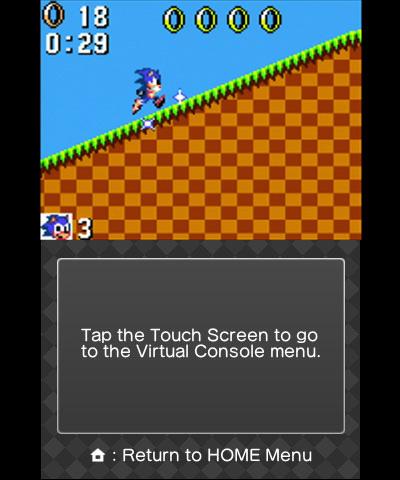 18
0:29
3
Tap the Touch Screen to go
to the Virtual Console menu.
: Return to HOME Menu